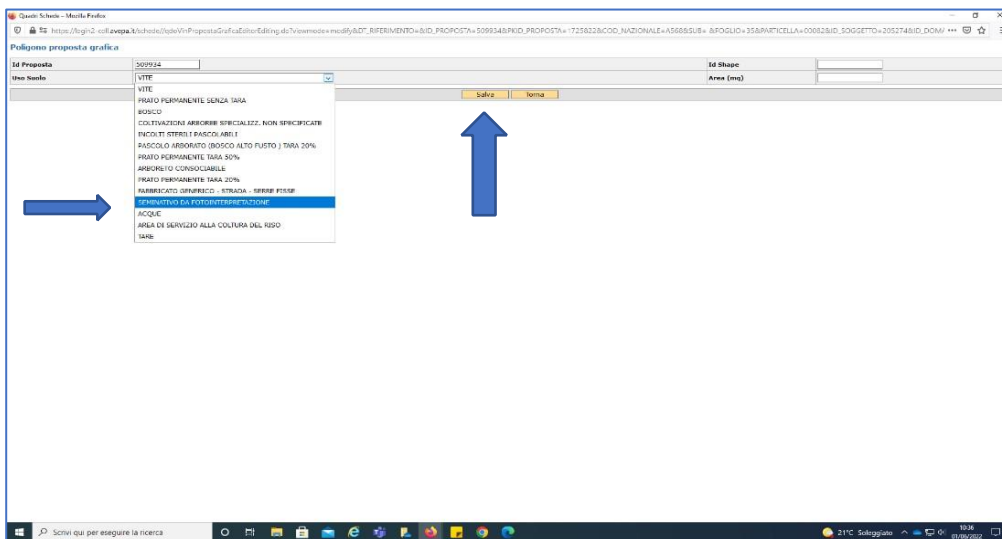 Quadri Schede — Mozilla Firefox
Poligono proposta grafica
Id Proposta 509934 Id Shape
Uso Suolo VITE Area (mq)
Salva Torna
VITE
PRATO PERMANENTE SENZA TARA
BOSCO
COLTIVAZIONI ARBOREE SPECIALIZZ. NON SPECIFICATE
INCOLTI STERILI PASCOLABILI
PASCOLO ARBORATO (BOSCO ALTO FUSTO ) TARA 20%
PRATO PERMANENTE TARA 50%
ARBORETO CONSOCIABILE
PRATO PERMANENTE TARA 20%
FABBRICATO GENERICO - STRADA - SERRE FISSE
SEMINATIVO DA FOTOINTERPRETAZIONE
ACQUE
AREA DI SERVIZIO ALLA COLTURA DEL RISO
TARE
Scrivi qui per eseguire la ricerca
21°C Soleggiato
10:36
01/06/2022